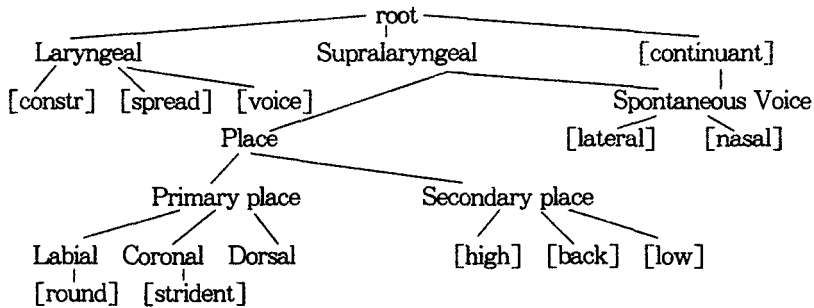 root
Laryngeal Supralaryngeal [continuant]
[constr] [spread] [voice] Spontaneous Voice
Place [lateral] [nasal]
Primary place Secondary place
Labial Coronal Dorsal [high] [back] [low]
[round] [strident]